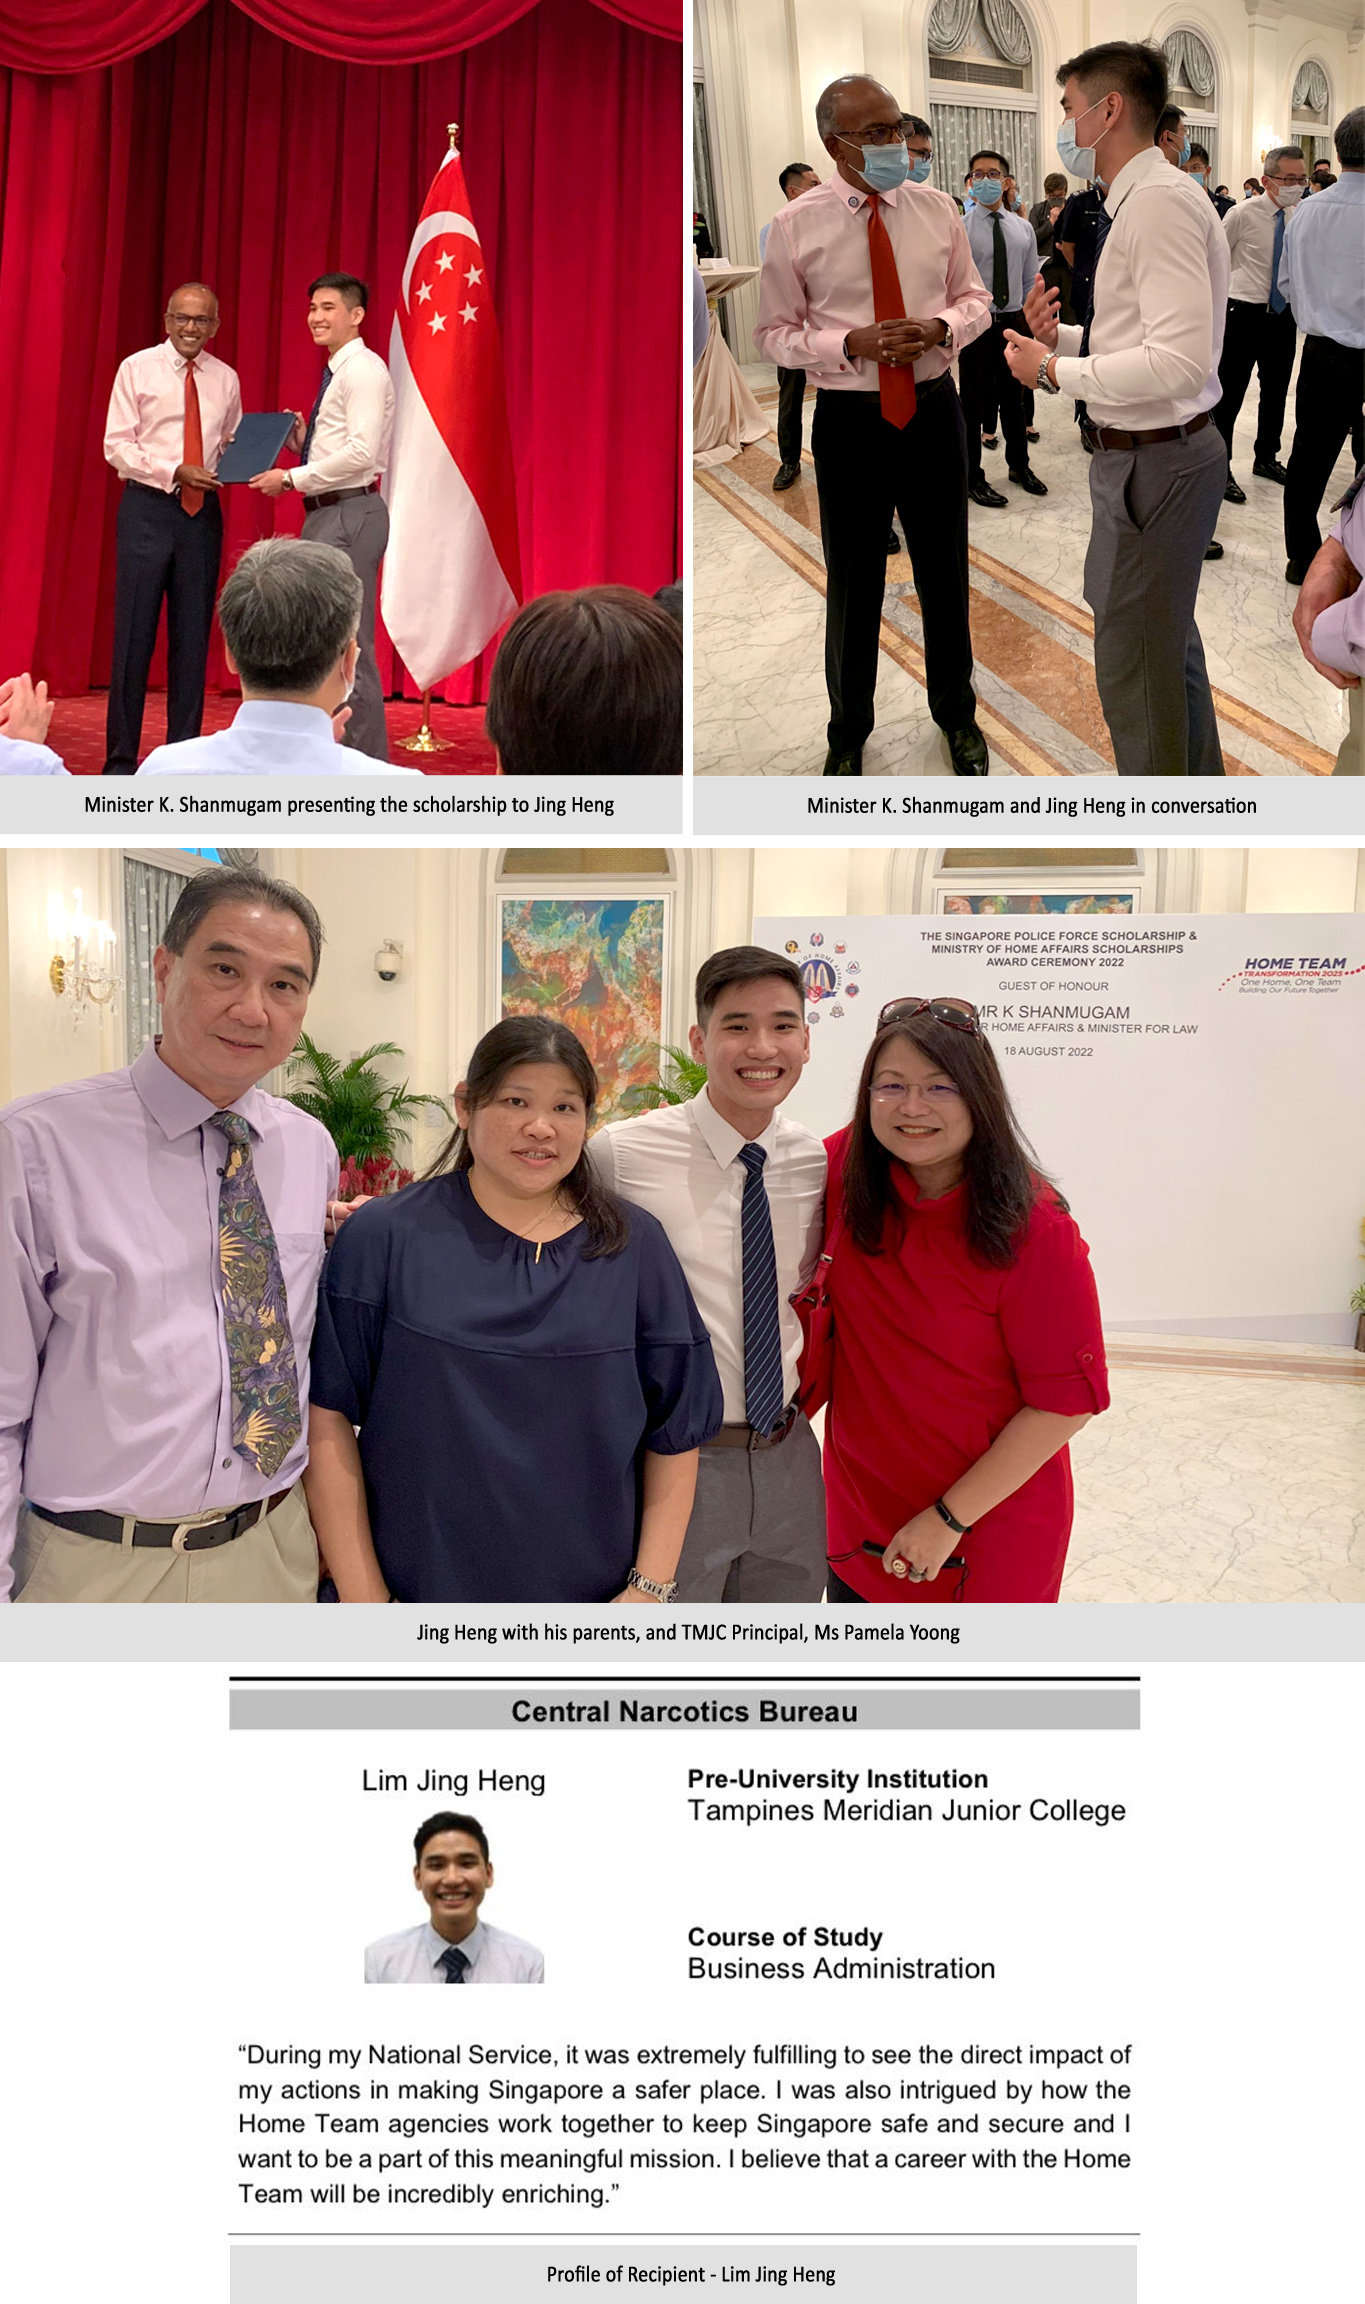 Minister K. Shanmugam presenting the scholarship to Jing Heng
Minister K. Shanmugam and Jing Heng in conversation
THE SINGAPORE POLICE FORCE SCHOLARSHIP &
MINISTRY OF HOME AFFAIRS SCHOLARSHIPS
AWARD CEREMONY 2022
GUEST OF HONOUR
MR K SHANMUGAM
HOME AFFAIRS & MINISTER FOR LAW
18 AUGUST 2022
HOME TEAM
TRANSFORMATION 2025
One Home, One Team
Building Our Future Together
Jing Heng with his parents, and TMJC Principal, Ms Pamela Yoong
Central Narcotics Bureau
Lim Jing Heng
Pre-University Institution
Tampines Meridian Junior College
Course of Study
Business Administration
“During my National Service, it was extremely fulfilling to see the direct impact of
my actions in making Singapore a safer place. I was also intrigued by how the
Home Team agencies work together to keep Singapore safe and secure and I
want to be a part of this meaningful mission. I believe that a career with the Home
Team will be incredibly enriching.”
Profile of Recipient - Lim Jing Heng